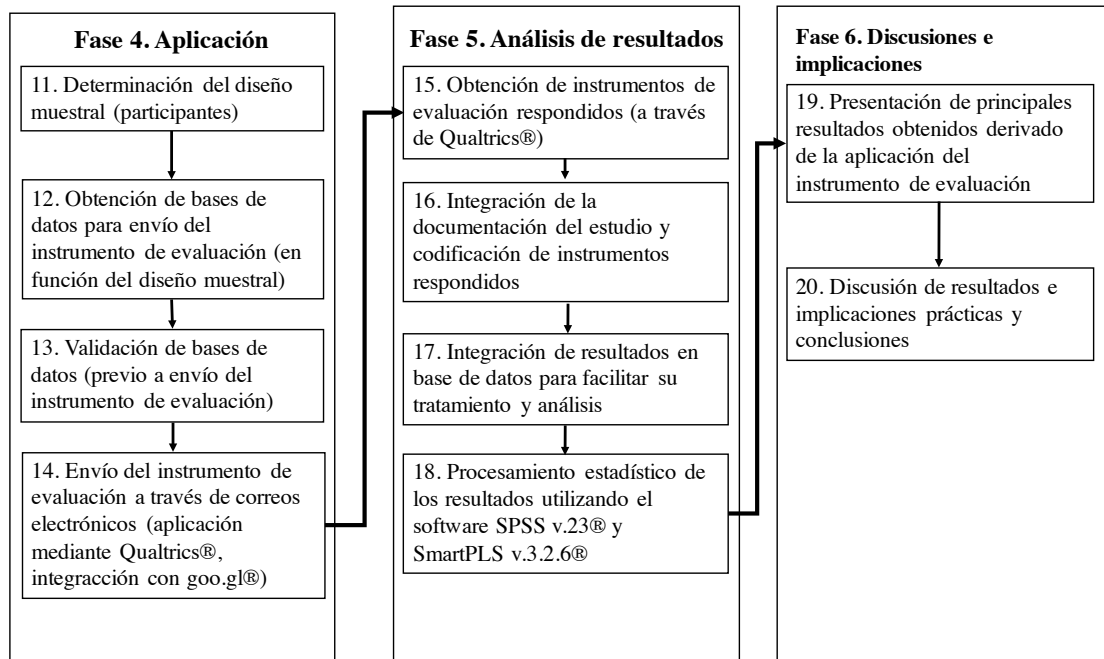 Fase 4. Aplicación
11. Determinación del diseño
muestral (participantes)
12. Obtención de bases de
datos para envío del
instrumento de evaluación (en
función del diseño muestral)
13. Validación de bases de
datos (previo a envío del
instrumento de evaluación)
14. Envío del instrumento de
evaluación a través de correos
electrónicos (aplicación
mediante Qualtrics®,
integracción con goo.gl®)
Fase 5. Análisis de resultados
15. Obtención de instrumentos de
evaluación respondidos (a través
de Qualtrics®)
16. Integración de la
documentación del estudio y
codificación de instrumentos
respondidos
17. Integración de resultados en
base de datos para facilitar su
tratamiento y análisis
18. Procesamiento estadístico de
los resultados utilizando el
software SPSS v.23® y
SmartPLS v.3.2.6®
Fase 6. Discusiones e
implicaciones
19. Presentación de principales
resultados obtenidos derivado
de la aplicación del
instrumento de evaluación
20. Discusión de resultados e
implicaciones prácticas y
conclusiones